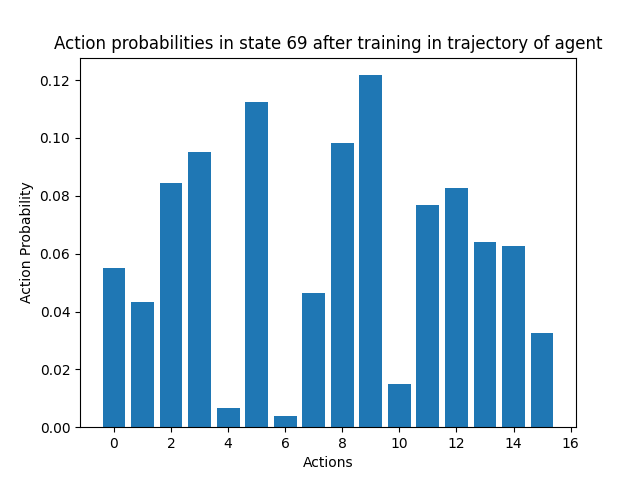 Action probabilities in state 69 after training in trajectory of agent
0.12
0.10
0.08
0.06
0.04
0.02
0.00
Action Probability
0 2 4 6 8 10 12 14 16
Actions